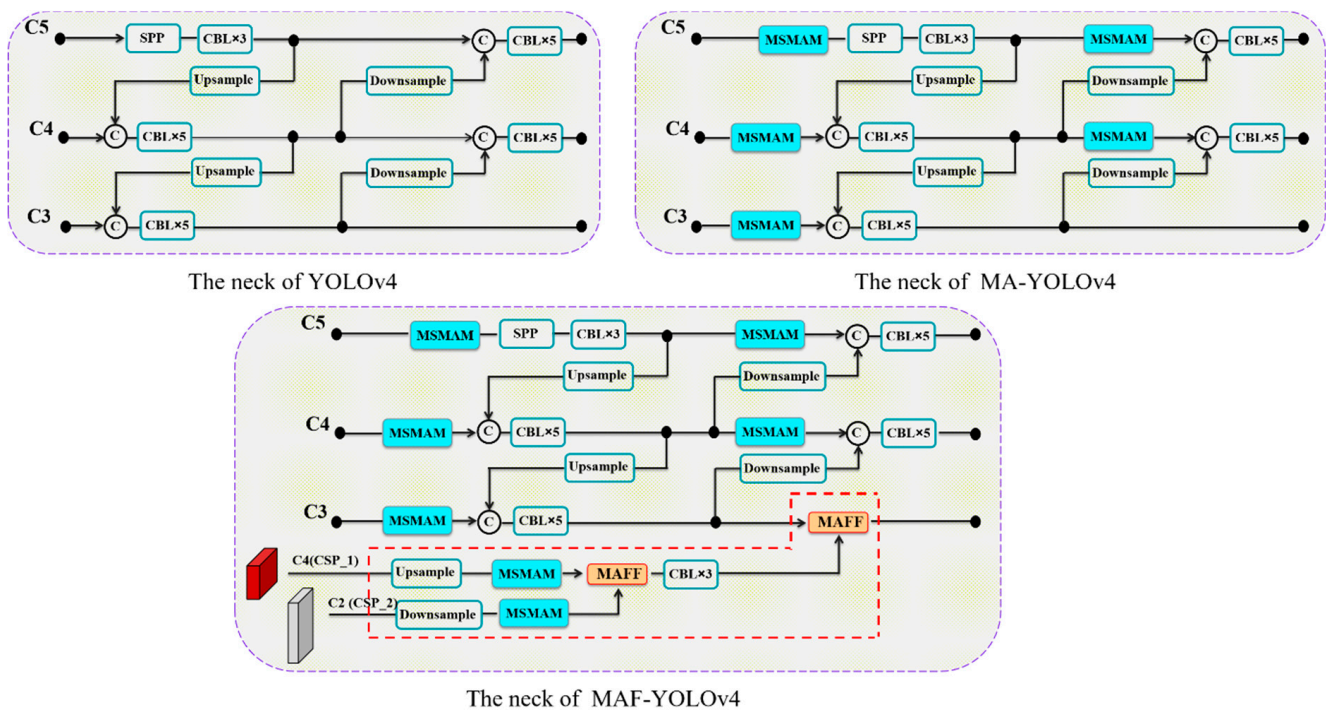 C5
SPP
CBL×3
C
CBL×5
Upsample
Downsample
C4
C
CBL×5
C
CBL×5
Upsample
Downsample
C3
C
CBL×5
The neck of YOLOv4
C5
MSMAM
SPP
CBL×3
MSMAM
C
CBL×5
Upsample
Downsample
C4
MSMAM
C
CBL×5
MSMAM
C
CBL×5
Upsample
Downsample
C3
MSMAM
C
CBL×5
The neck of MA-YOLOv4
C5
MSMAM
SPP
CBL×3
MSMAM
C
CBL×5
Upsample
Downsample
C4
MSMAM
C
CBL×5
MSMAM
C
CBL×5
Upsample
Downsample
C3
MSMAM
C
CBL×5
MAFF
C4(CSP_1)
Upsample
MSMAM
MAFF
CBL×3
C2 (CSP_2)
Downsample
MSMAM
The neck of MAF-YOLOv4